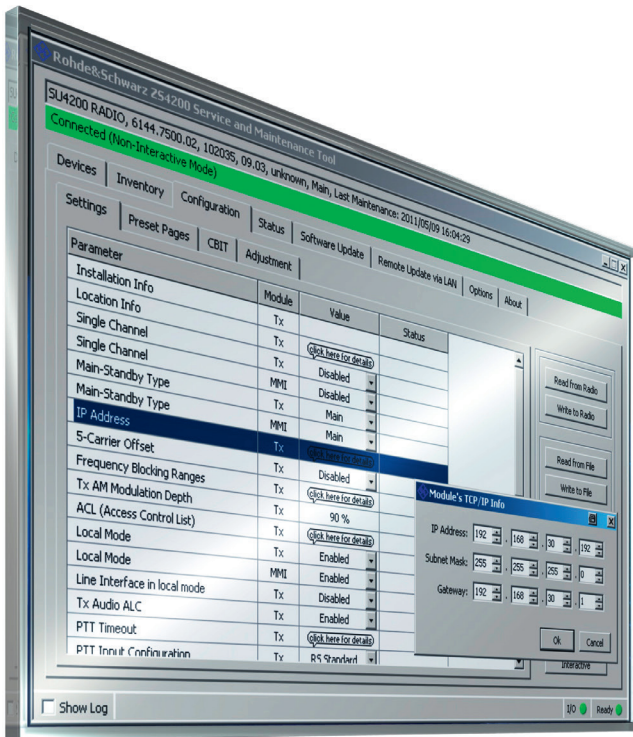 Rohde&Schwarz ZS4200 Service and Maintenance Tool
SU4200 RADIO, 6144.7500.02, 102035, 09.03, unknown, Main, Last Maintenance: 2011/05/09 16:04:29
Connected (Non-Interactive Mode)
Devices Inventory Configuration Status Software Update Remote Update via LAN Options About
Settings Preset Pages CBIT Adjustment
Parameter Module Value Status
Installation Info Tx
Location Info Tx (click here for details)
Single Channel Tx Disabled
Single Channel MMI Disabled
Main-Standby Type Tx Main
Main-Standby Type MMI Main
IP Address Tx (click here for details)
5-Carrier Offset Tx Disabled
Frequency Blocking Ranges Tx (click here for details)
Tx AM Modulation Depth Tx 90 %
ACL (Access Control List) Tx (click here for details)
Local Mode Tx Enabled
Local Mode MMI Enabled
Line Interface in local mode Tx Disabled
Tx Audio ALC Tx Enabled
PTT Timeout Tx (click here for details)
PTT Input Configuration Tx RS Standard
Read from Radio
Write to Radio
Read from File
Write to File
Module's TCP/IP Info
IP Address: 192 . 168 . 30 . 192
Subnet Mask: 255 . 255 . 255 . 0
Gateway: 192 . 168 . 30 . 1
Ok Cancel
Interactive
Show Log I/O Ready